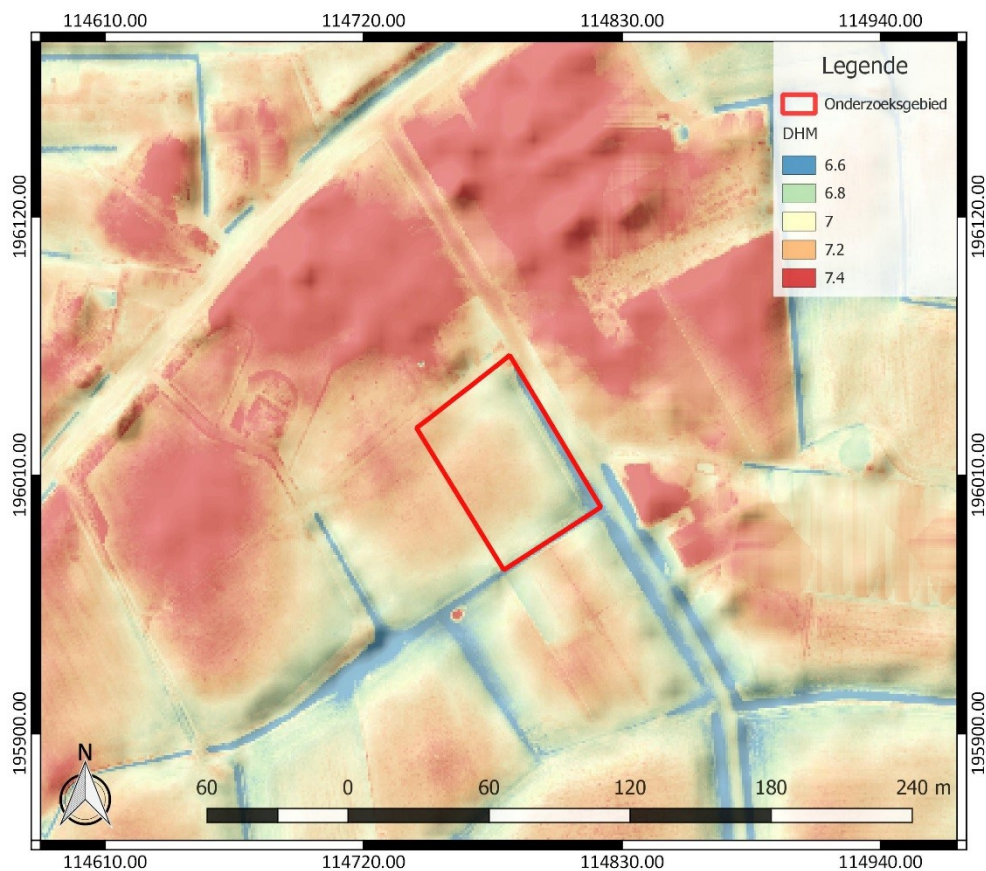 114610.00 114720.00 114830.00 114940.00
Legende
Onderzoeksgebied
DHM
6.6
6.8
7
7.2
7.4
196120.00 196120.00
196010.00 196010.00
195900.00 195900.00
N
60 0 60 120 180 240 m
114610.00 114720.00 114830.00 114940.00